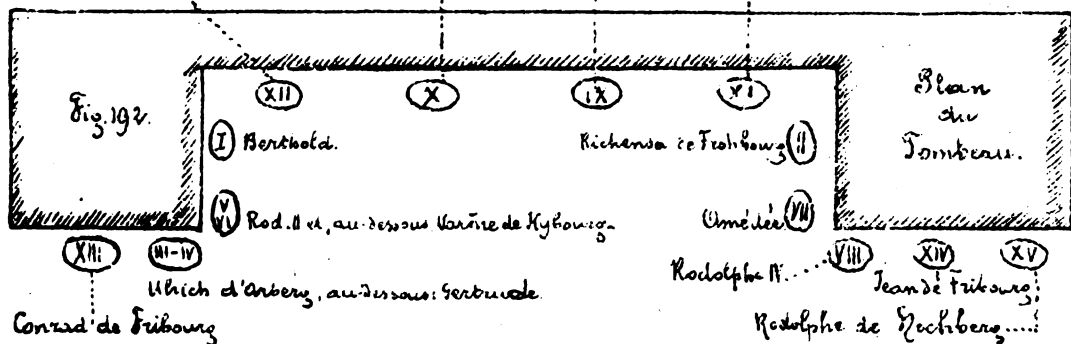 XII X IX XI
Fig. 192.
Plan
du
Tombeau.
I Berthold.
Richenza de Frohbourg II
V
VI Rod. II et, au-dessous Varène de Kybourg.
Amédée VII
XIII III-IV
VIII XIV XV
Rodolphe IV.
Ulrich d'Arberg, au-dessous: Gertrude.
Jean de Fribourg
Conrad de Fribourg
Rodolphe de Hochberg